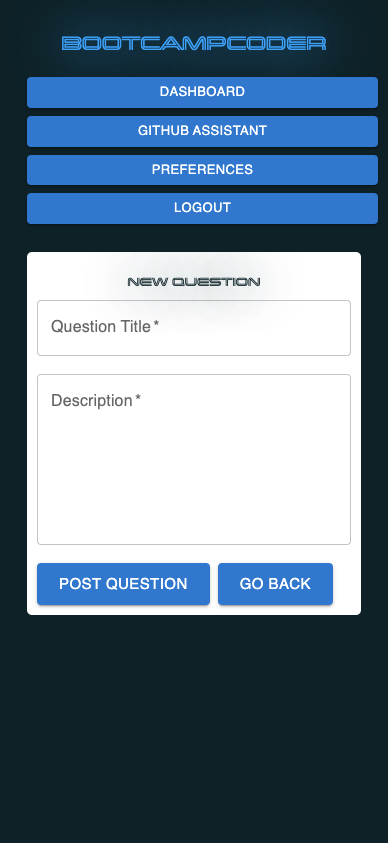 BOOTCAMPCODER
DASHBOARD
GITHUB ASSISTANT
PREFERENCES
LOGOUT
NEW QUESTION
Question Title *
Description *
POST QUESTION GO BACK